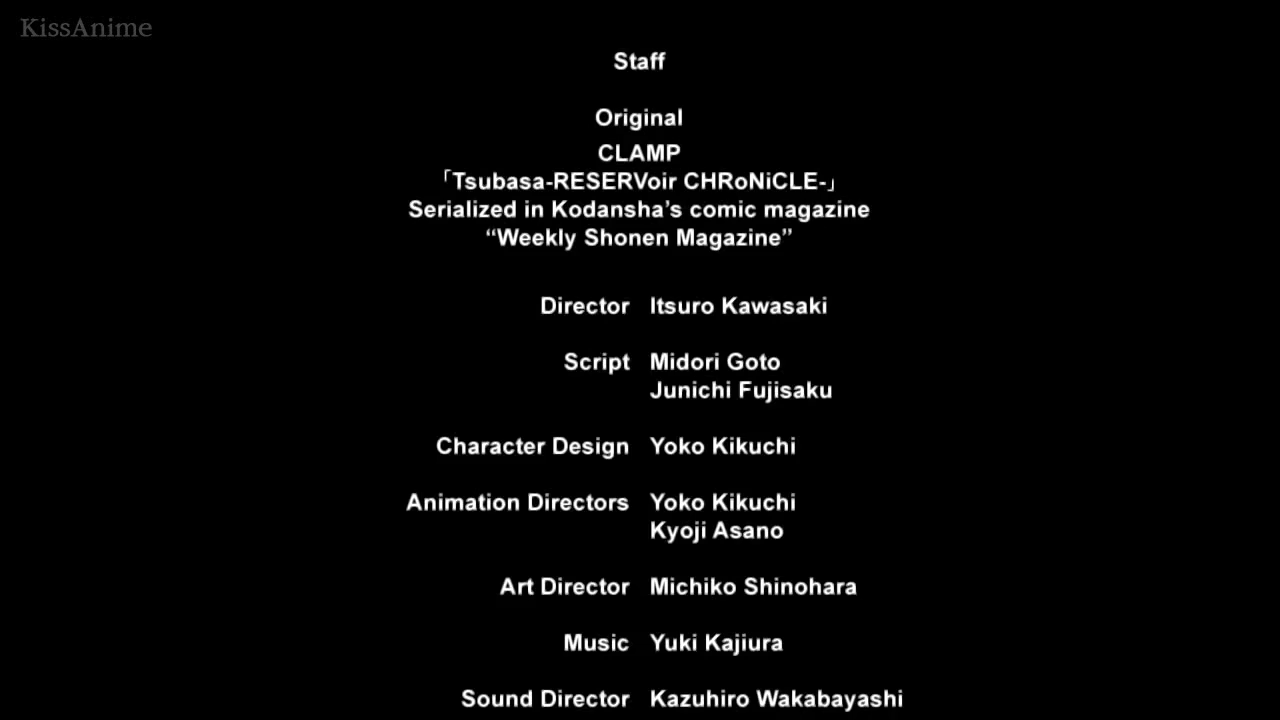 KissAnime
Staff
Original
CLAMP
「Tsubasa-RESERVoir CHRoNiCLE-」
Serialized in Kodansha’s comic magazine
“Weekly Shonen Magazine”
Director Itsuro Kawasaki
Script Midori Goto
Junichi Fujisaku
Character Design Yoko Kikuchi
Animation Directors Yoko Kikuchi
Kyoji Asano
Art Director Michiko Shinohara
Music Yuki Kajiura
Sound Director Kazuhiro Wakabayashi